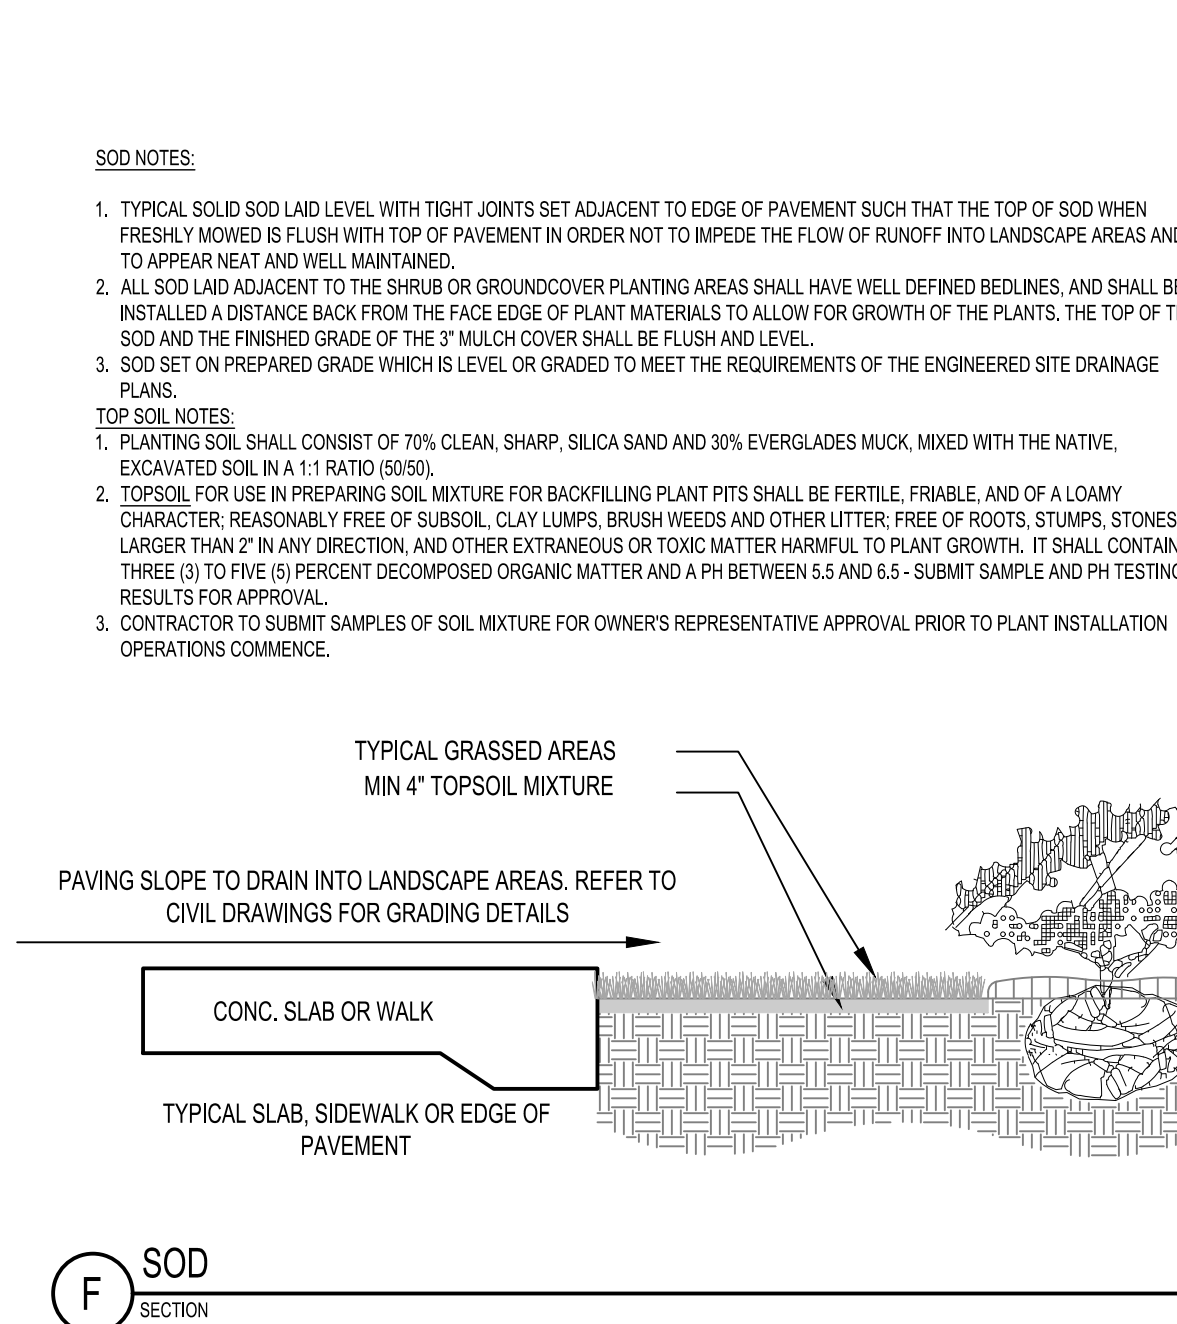 SOD NOTES:
1. TYPICAL SOLID SOD LAID LEVEL WITH TIGHT JOINTS SET ADJACENT TO EDGE OF PAVEMENT SUCH THAT THE TOP OF SOD WHEN
FRESHLY MOWED IS FLUSH WITH TOP OF PAVEMENT IN ORDER NOT TO IMPEDE THE FLOW OF RUNOFF INTO LANDSCAPE AREAS AND
TO APPEAR NEAT AND WELL MAINTAINED.
2. ALL SOD LAID ADJACENT TO THE SHRUB OR GROUNDCOVER PLANTING AREAS SHALL HAVE WELL DEFINED BEDLINES, AND SHALL BE
INSTALLED A DISTANCE BACK FROM THE FACE EDGE OF PLANT MATERIALS TO ALLOW FOR GROWTH OF THE PLANTS. THE TOP OF
SOD AND THE FINISHED GRADE OF THE 3" MULCH COVER SHALL BE FLUSH AND LEVEL.
3. SOD SET ON PREPARED GRADE WHICH IS LEVEL OR GRADED TO MEET THE REQUIREMENTS OF THE ENGINEERED SITE DRAINAGE
PLANS.
TOP SOIL NOTES:
1. PLANTING SOIL SHALL CONSIST OF 70% CLEAN, SHARP, SILICA SAND AND 30% EVERGLADES MUCK, MIXED WITH THE NATIVE,
EXCAVATED SOIL IN A 1:1 RATIO (50/50).
2. TOPSOIL FOR USE IN PREPARING SOIL MIXTURE FOR BACKFILLING PLANT PITS SHALL BE FERTILE, FRIABLE, AND OF A LOAMY
CHARACTER; REASONABLY FREE OF SUBSOIL, CLAY LUMPS, BRUSH WEEDS AND OTHER LITTER; FREE OF ROOTS, STUMPS, STONES
LARGER THAN 2" IN ANY DIRECTION, AND OTHER EXTRANEOUS OR TOXIC MATTER HARMFUL TO PLANT GROWTH. IT SHALL CONTAIN
THREE (3) TO FIVE (5) PERCENT DECOMPOSED ORGANIC MATTER AND A PH BETWEEN 5.5 AND 6.5 - SUBMIT SAMPLE AND PH TESTING
RESULTS FOR APPROVAL.
3. CONTRACTOR TO SUBMIT SAMPLES OF SOIL MIXTURE FOR OWNER'S REPRESENTATIVE APPROVAL PRIOR TO PLANT INSTALLATION
OPERATIONS COMMENCE.
TYPICAL GRASSED AREAS
MIN 4" TOPSOIL MIXTURE
PAVING SLOPE TO DRAIN INTO LANDSCAPE AREAS. REFER TO
CIVIL DRAWINGS FOR GRADING DETAILS
CONC. SLAB OR WALK
TYPICAL SLAB, SIDEWALK OR EDGE OF
PAVEMENT
F
SOD
SECTION